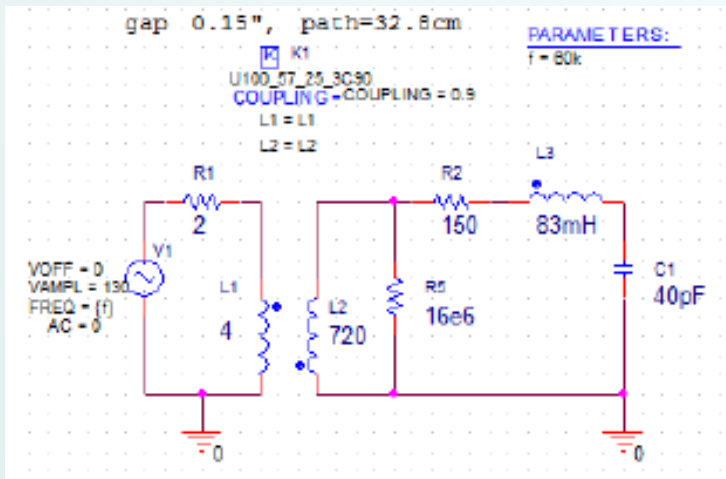 gap 0.15", path=32.8cm
PARAMETERS:
f = 80k
K K1
U100_57_25_3C90
COUPLING = COUPLING = 0.9
L1 = L1
L2 = L2
L3
R1
R2
2
150
83mH
V1
VOFF = 0
VAMPL = 130
FREQ = {f}
AC = 0
L1
4
L2
720
R5
16e6
C1
40pF
0
0